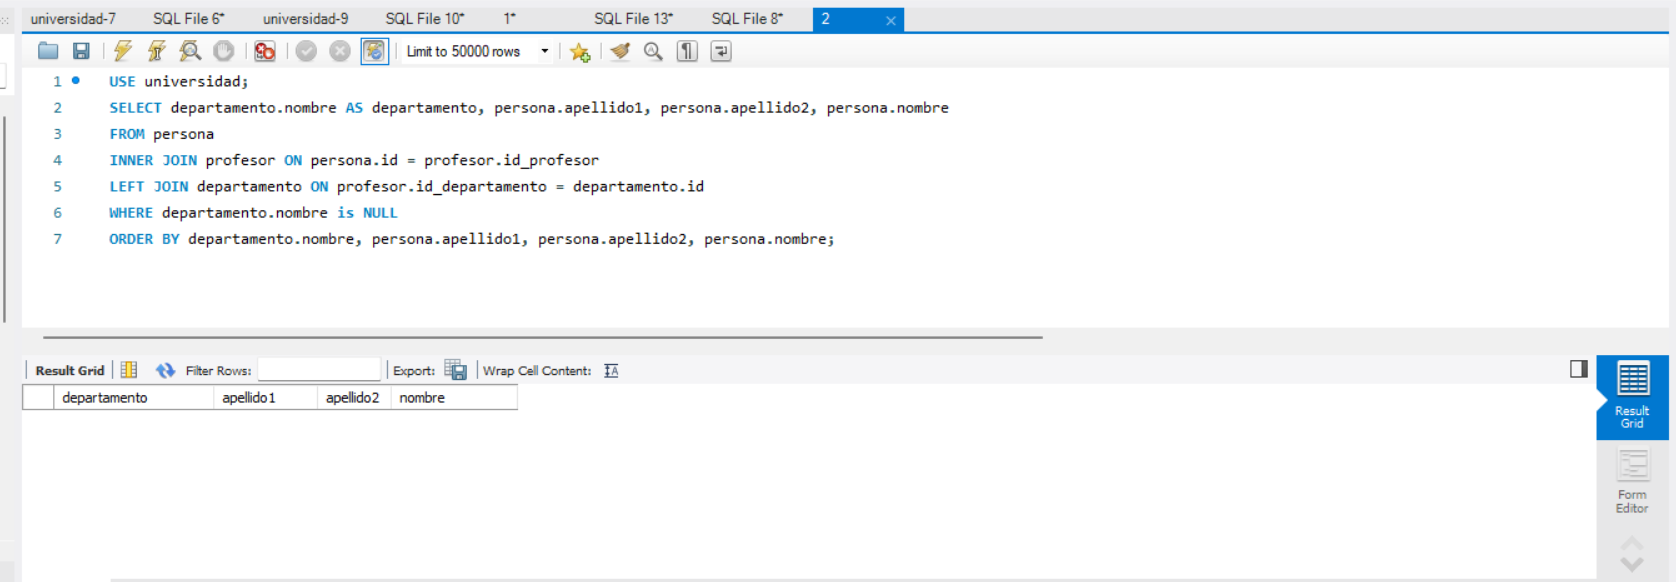 universidad-7 SQL File 6* universidad-9 SQL File 10* 1* SQL File 13* SQL File 8* 2
Limit to 50000 rows
1 USE universidad;
2 SELECT departamento.nombre AS departamento, persona.apellido1, persona.apellido2, persona.nombre
3 FROM persona
4 INNER JOIN profesor ON persona.id = profesor.id_profesor
5 LEFT JOIN departamento ON profesor.id_departamento = departamento.id
6 WHERE departamento.nombre is NULL
7 ORDER BY departamento.nombre, persona.apellido1, persona.apellido2, persona.nombre;
Result Grid Filter Rows: Export: Wrap Cell Content:
departamento apellido1 apellido2 nombre
Result
Grid
Form
Editor